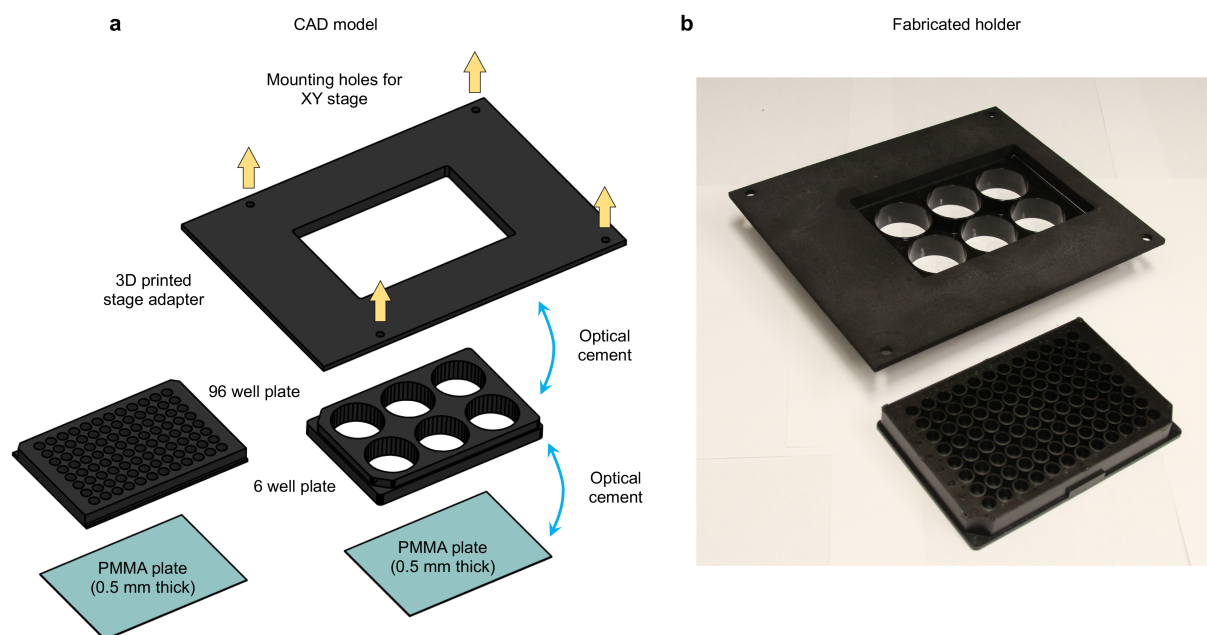 a
CAD model
Mounting holes for
XY stage
3D printed
stage adapter
Optical
cement
96 well plate
6 well plate
Optical
cement
PMMA plate
(0.5 mm thick)
PMMA plate
(0.5 mm thick)
b
Fabricated holder